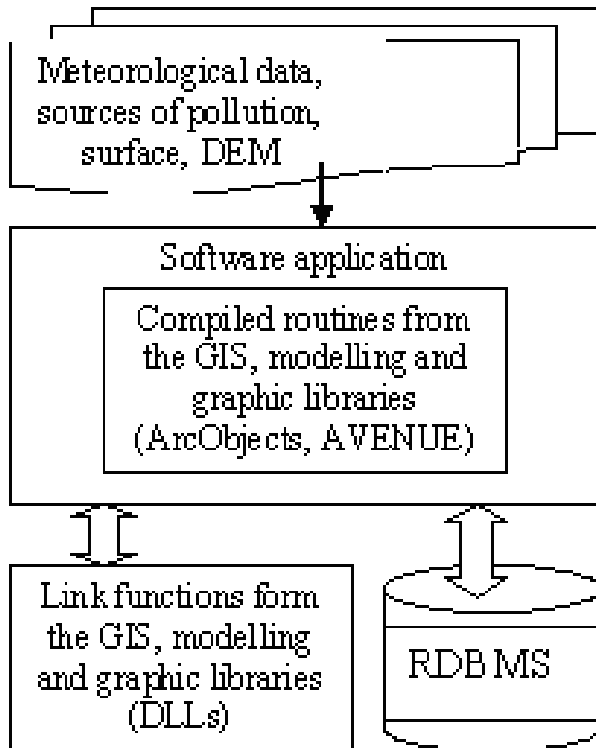 Meteorological data,
sources of pollution,
surface, DEM
Software application
Compiled routines from
the GIS, modelling and
graphic libraries
(ArcObjects, AVENUE)
Link functions form
the GIS, modelling
and graphic libraries
(DLLs)
RDB MS